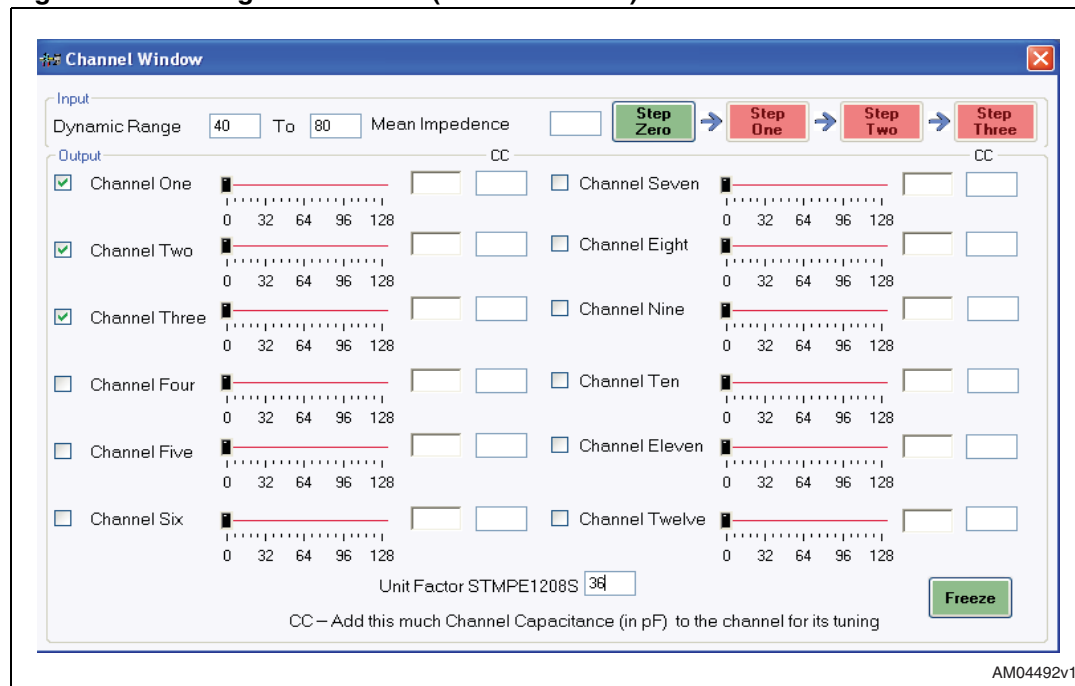 Channel Window
Input
Dynamic Range 40 To 80 Mean Impedence Step Zero Step One Step Two Step Three
Output CC CC
Channel One Channel Seven
0 32 64 96 128 0 32 64 96 128
Channel Two Channel Eight
0 32 64 96 128 0 32 64 96 128
Channel Three Channel Nine
0 32 64 96 128 0 32 64 96 128
Channel Four Channel Ten
0 32 64 96 128 0 32 64 96 128
Channel Five Channel Eleven
0 32 64 96 128 0 32 64 96 128
Channel Six Channel Twelve
0 32 64 96 128 0 32 64 96 128
Unit Factor STMPE1208S 36
Freeze
CC – Add this much Channel Capacitance (in pF) to the channel for its tuning
AM04492v1